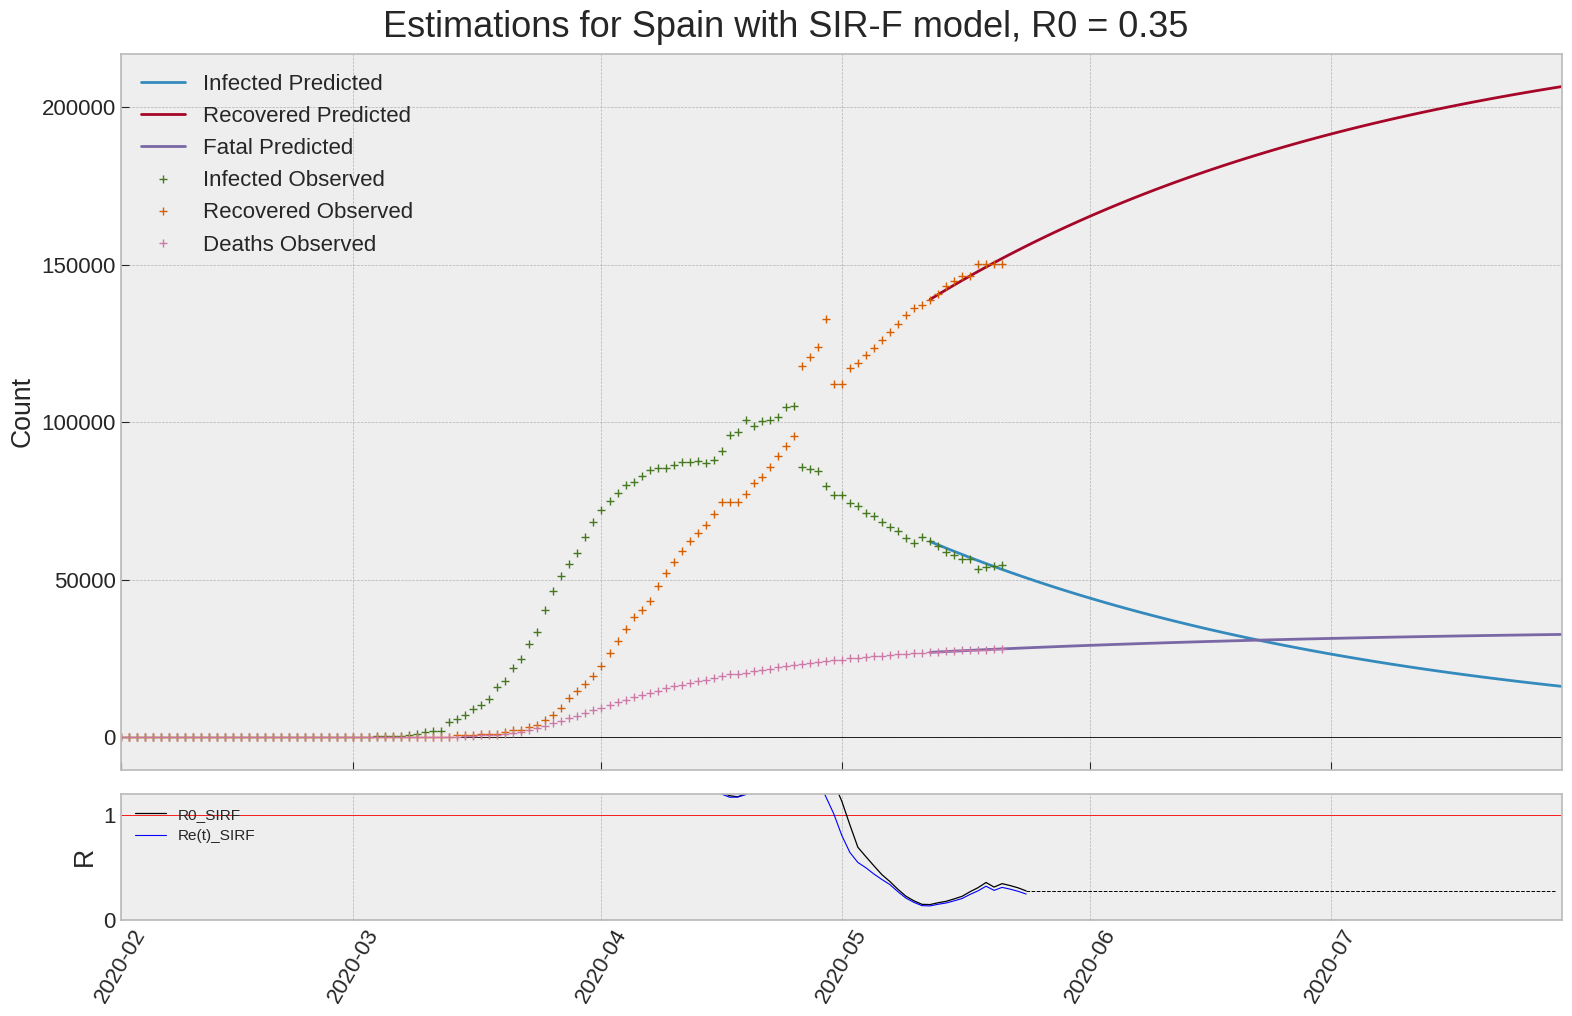 Estimations for Spain with SIR-F model, R0 = 0.35
Infected Predicted
Recovered Predicted
Fatal Predicted
Infected Observed
Recovered Observed
Deaths Observed
200000
150000
100000
50000
0
Count
R0_SIRF
Re(t)_SIRF
1
0
R
2020-02
2020-03
2020-04
2020-05
2020-06
2020-07